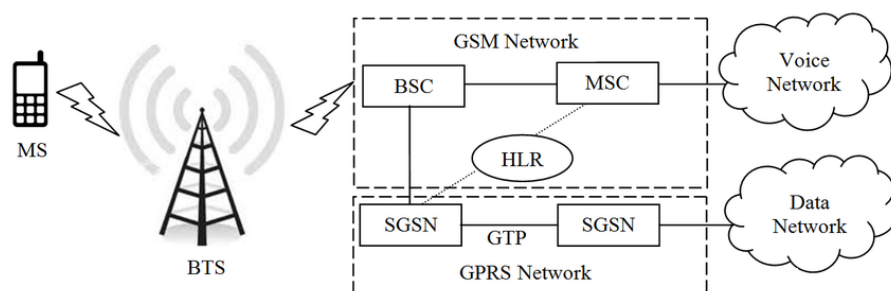 GSM Network
BSC
MSC
Voice
Network
MS
HLR
SGSN
GTP
SGSN
Data
Network
BTS
GPRS Network